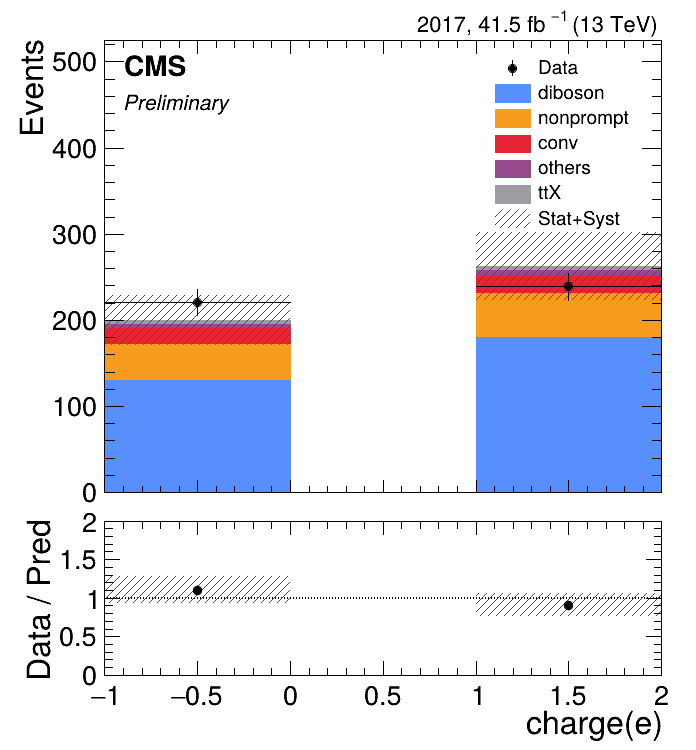 2017, 41.5 fb⁻¹ (13 TeV)
Events
500
400
300
200
100
0
CMS
Preliminary
Data
diboson
nonprompt
conv
others
ttX
Stat+Syst
Data / Pred
2
1.5
1
0.5
0
−1 −0.5 0 0.5 1 1.5 2
charge(e)